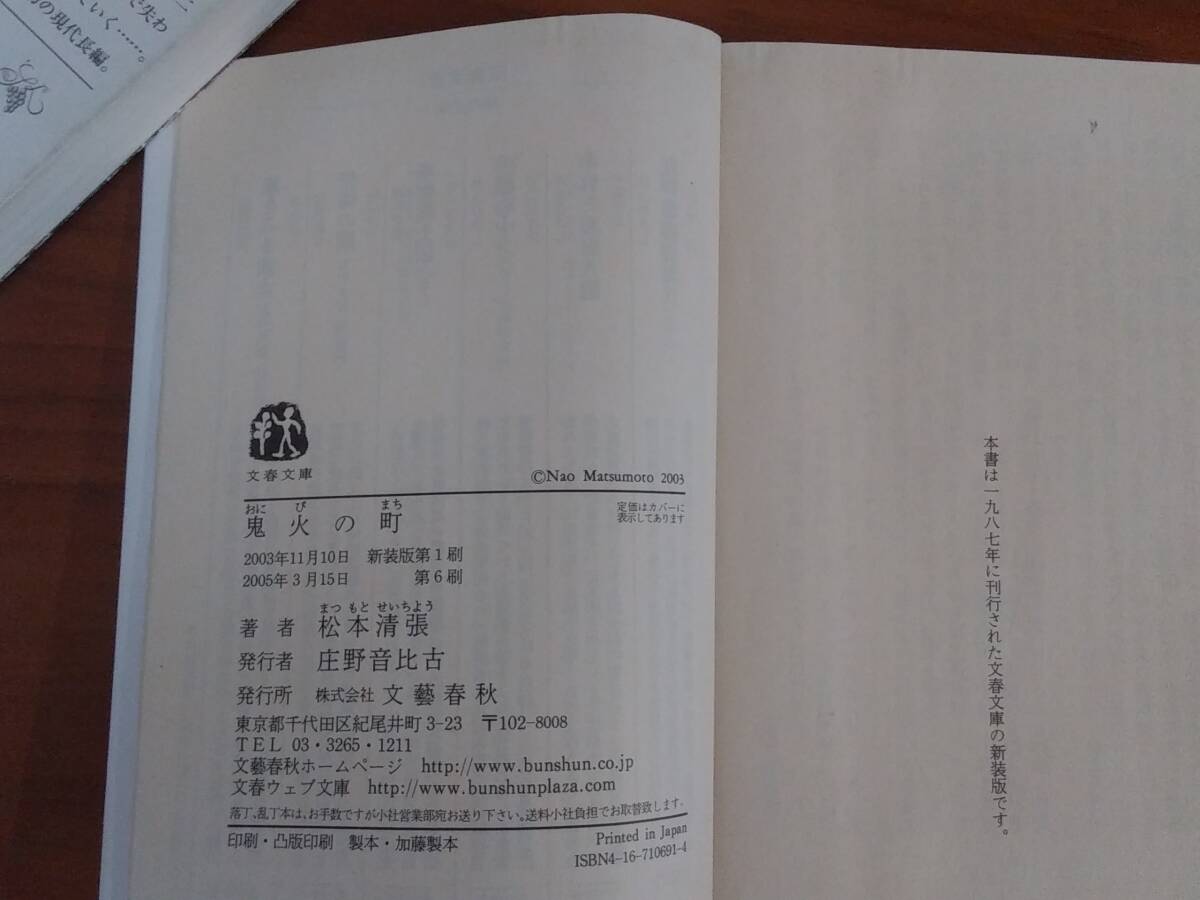 で失わ
ていく……。
の現代長編。
本書は一九八七年に刊行された文春文庫の新装版です。
文春文庫
©Nao Matsumoto 2003
定価はカバーに
表示してあります
おに び まち
鬼火の町
2003年11月10日 新装版第1刷
2005年3月15日 第6刷
まつ もと せいちよう
著者 松本清張
発行者 庄野音比古
発行所 株式会社 文藝春秋
東京都千代田区紀尾井町3-23 〒102-8008
TEL 03・3265・1211
文藝春秋ホームページ http://www.bunshun.co.jp
文春ウェブ文庫 http://www.bunshunplaza.com
落丁、乱丁本は、お手数ですが小社営業部宛お送り下さい。送料小社負担でお取替致します。
印刷・凸版印刷 製本・加藤製本
Printed in Japan
ISBN4-16-710691-4